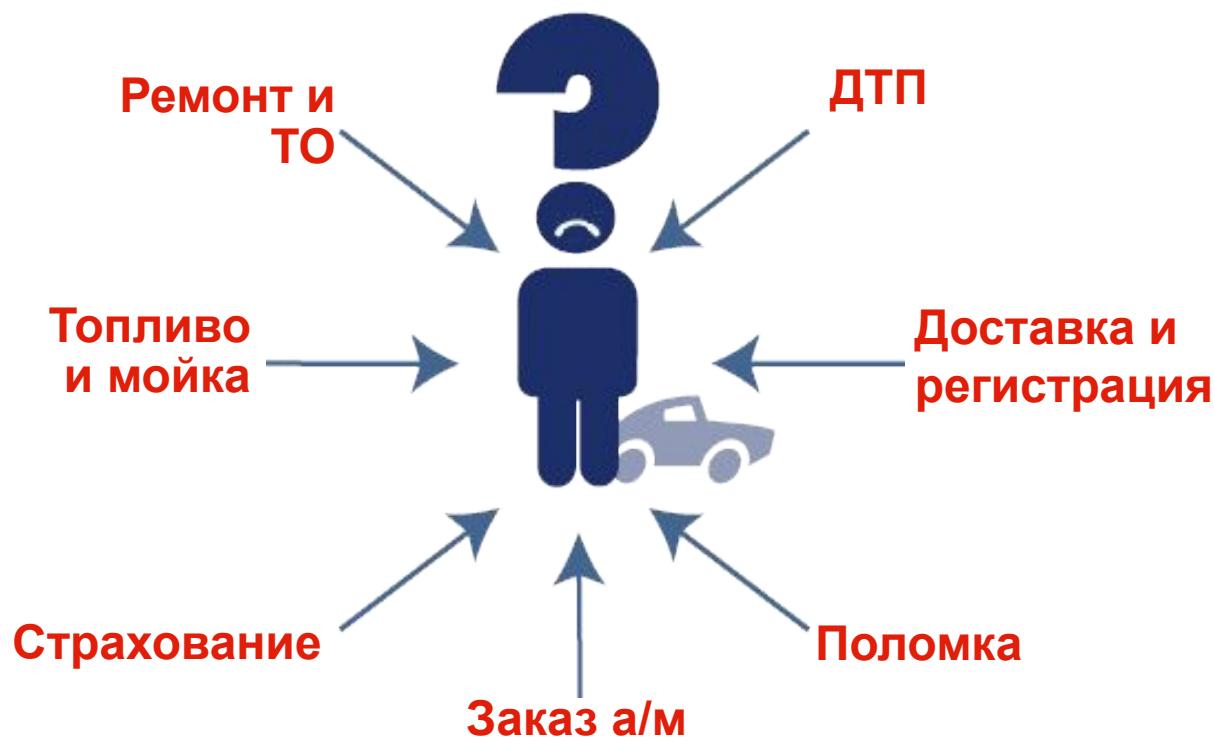 Ремонт и
ТО
ДТП
Топливо
и мойка
Доставка и
регистрация
Страхование
Поломка
Заказ а/м